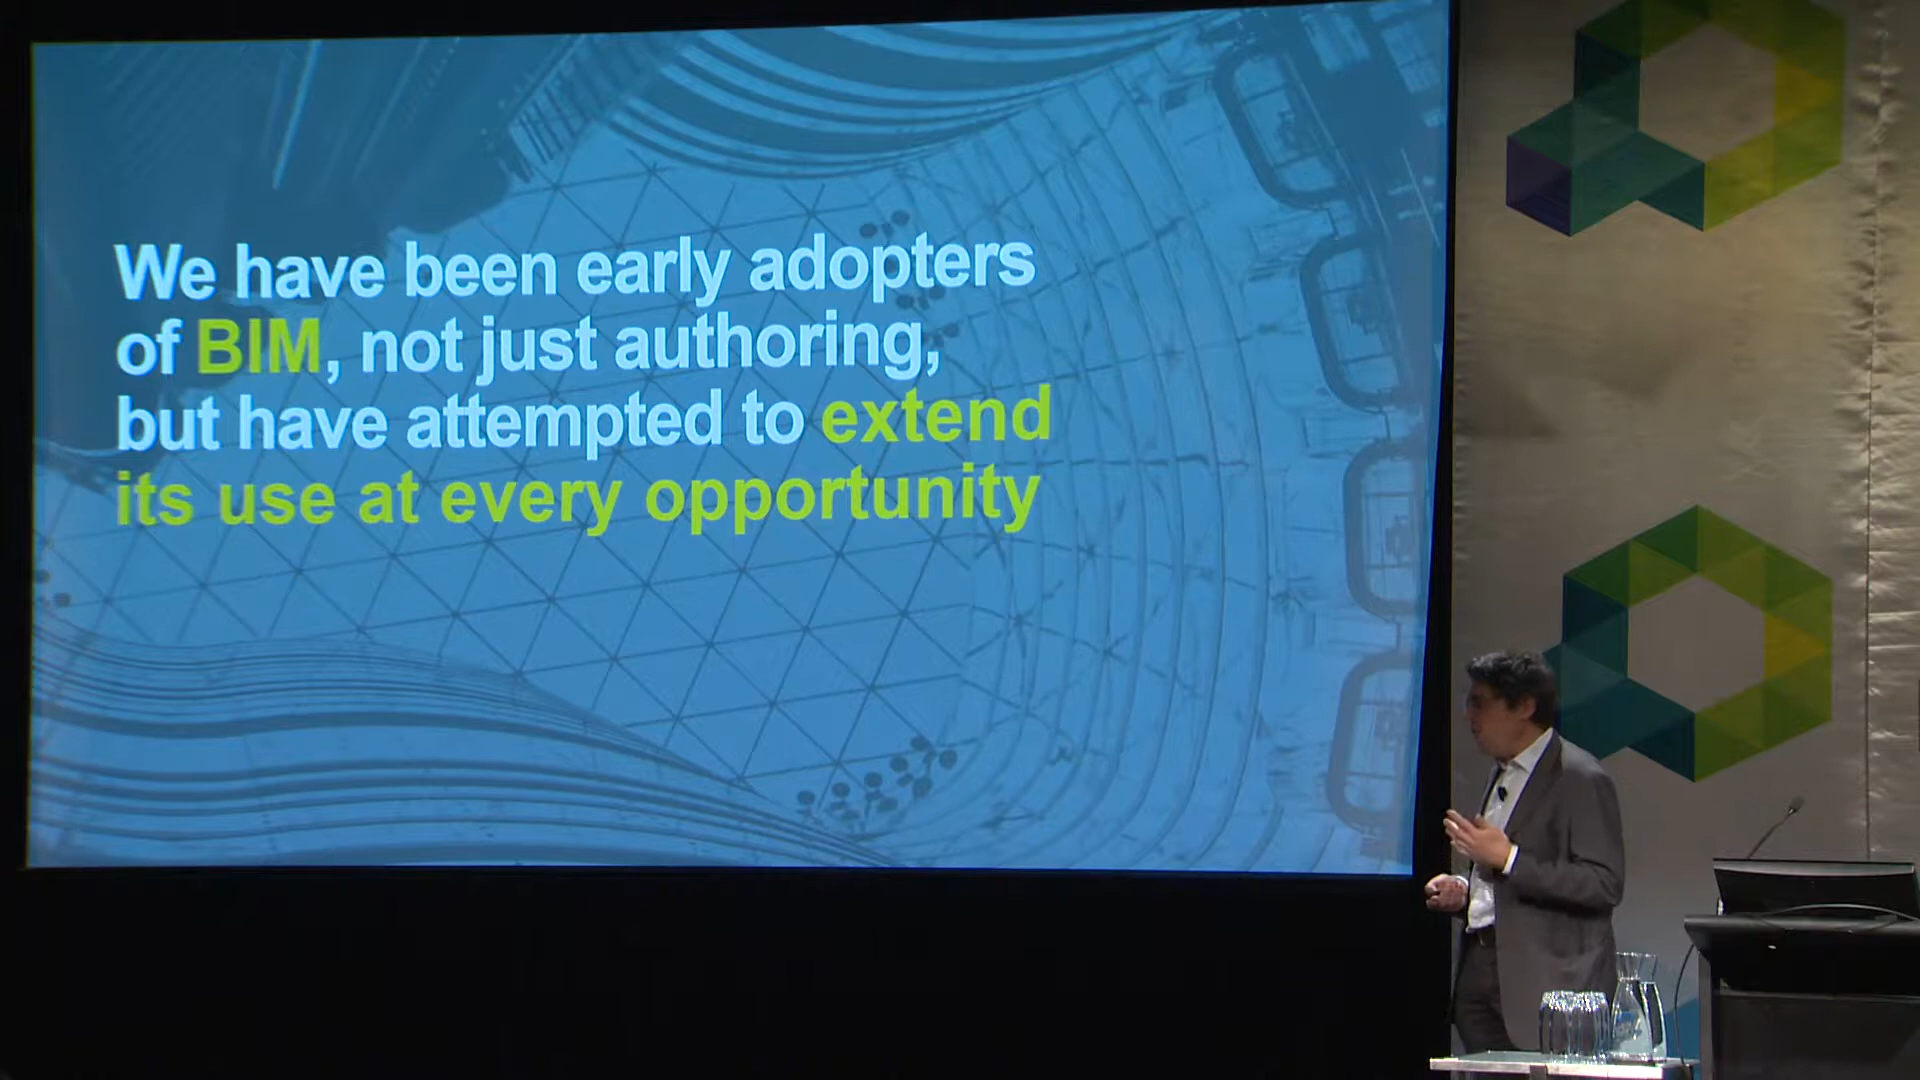 We have been early adopters
of BIM, not just authoring,
but have attempted to extend
its use at every opportunity